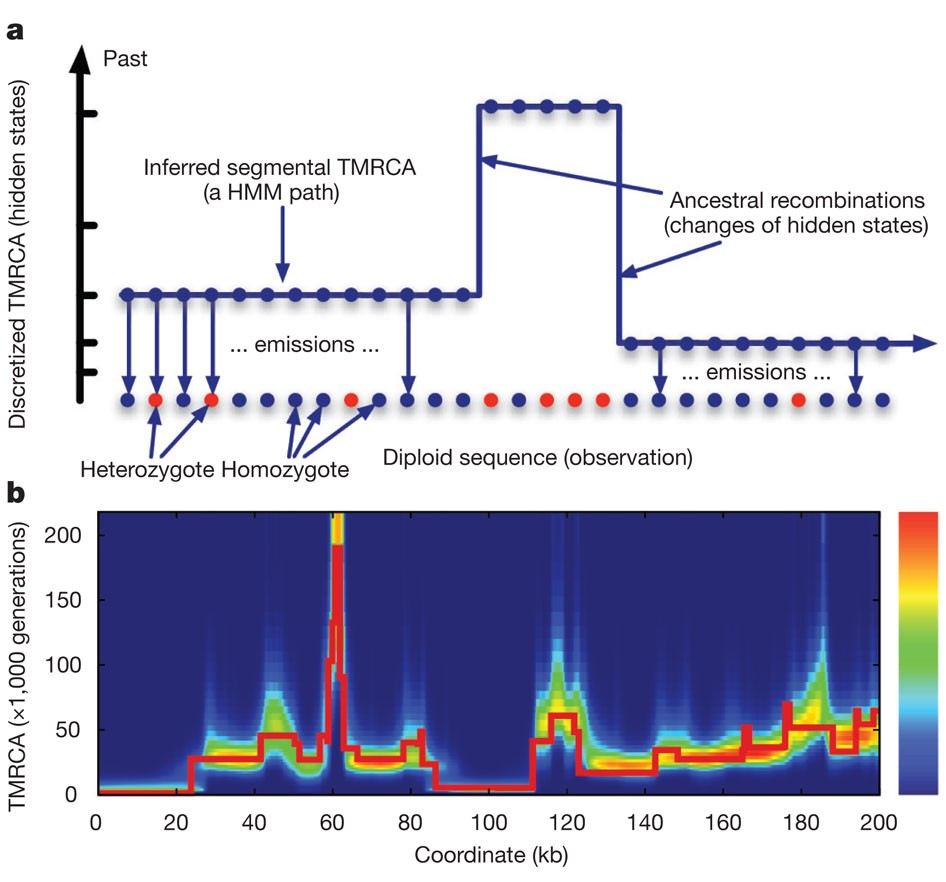 a
Past
Discretized TMRCA (hidden states)
Inferred segmental TMRCA
(a HMM path)
Ancestral recombinations
(changes of hidden states)
... emissions ...
... emissions ...
Heterozygote Homozygote
Diploid sequence (observation)
b
TMRCA (×1,000 generations)
200
150
100
50
0
0 20 40 60 80 100 120 140 160 180 200
Coordinate (kb)